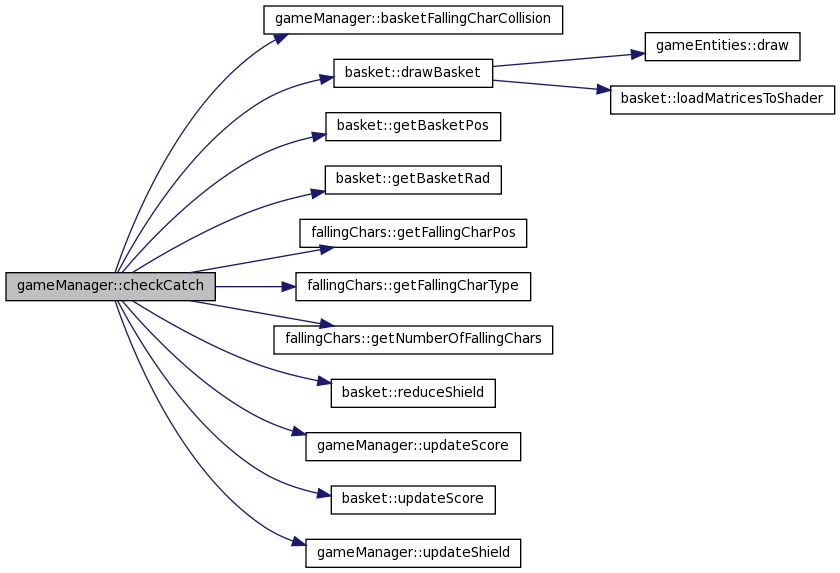 gameManager::basketFallingCharCollision
gameEntities::draw
basket::drawBasket
basket::loadMatricesToShader
basket::getBasketPos
basket::getBasketRad
fallingChars::getFallingCharPos
gameManager::checkCatch
fallingChars::getFallingCharType
fallingChars::getNumberOfFallingChars
basket::reduceShield
gameManager::updateScore
basket::updateScore
gameManager::updateShield